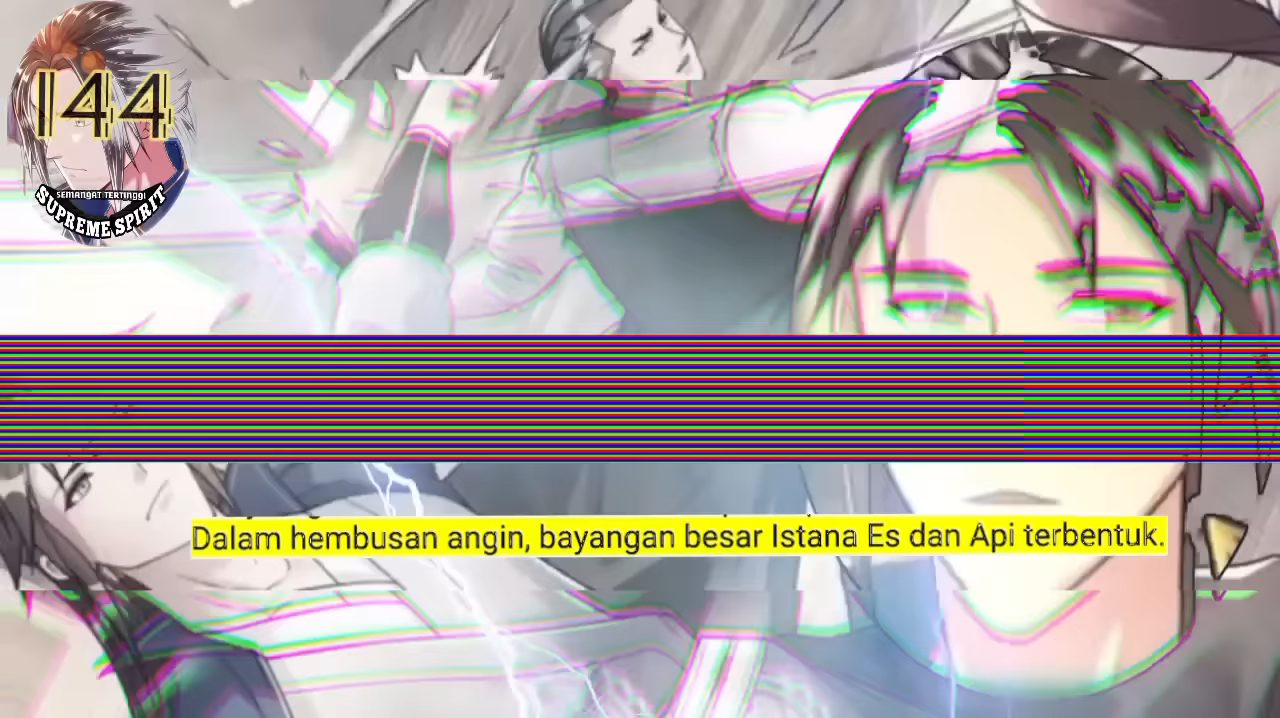 144
SEMANGAT TERTINGGI
SUPREME SPIRIT
Dalam hembusan angin, bayangan besar Istana Es dan Api terbentuk.